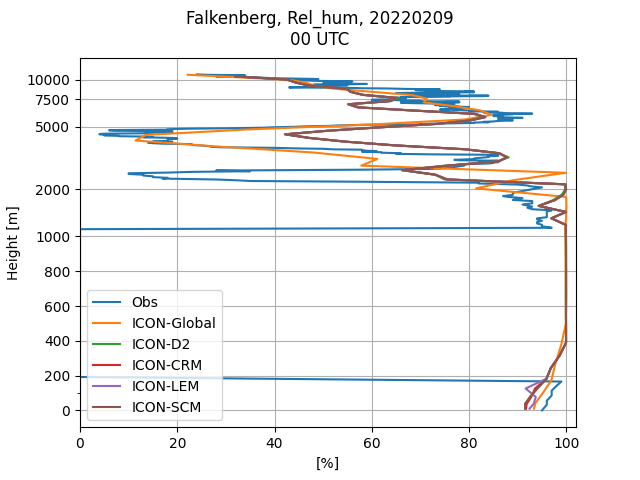 Falkenberg, Rel_hum, 20220209
00 UTC
10000
7500
5000
2000
1000
800
600
400
200
0
Height [m]
Obs
ICON-Global
ICON-D2
ICON-CRM
ICON-LEM
ICON-SCM
0 20 40 60 80 100
[%]